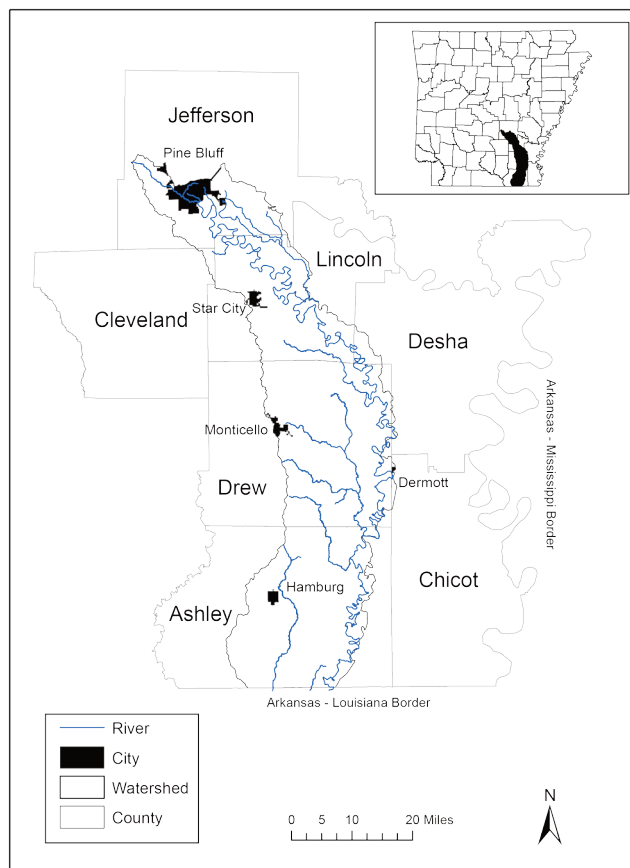 Jefferson
Pine Bluff
Lincoln
Cleveland
Star City
Desha
Arkansas - Mississippi Border
Monticello
Drew
Dermott
Hamburg
Chicot
Ashley
Arkansas - Louisiana Border
River
City
Watershed
County
0 5 10 20 Miles
N